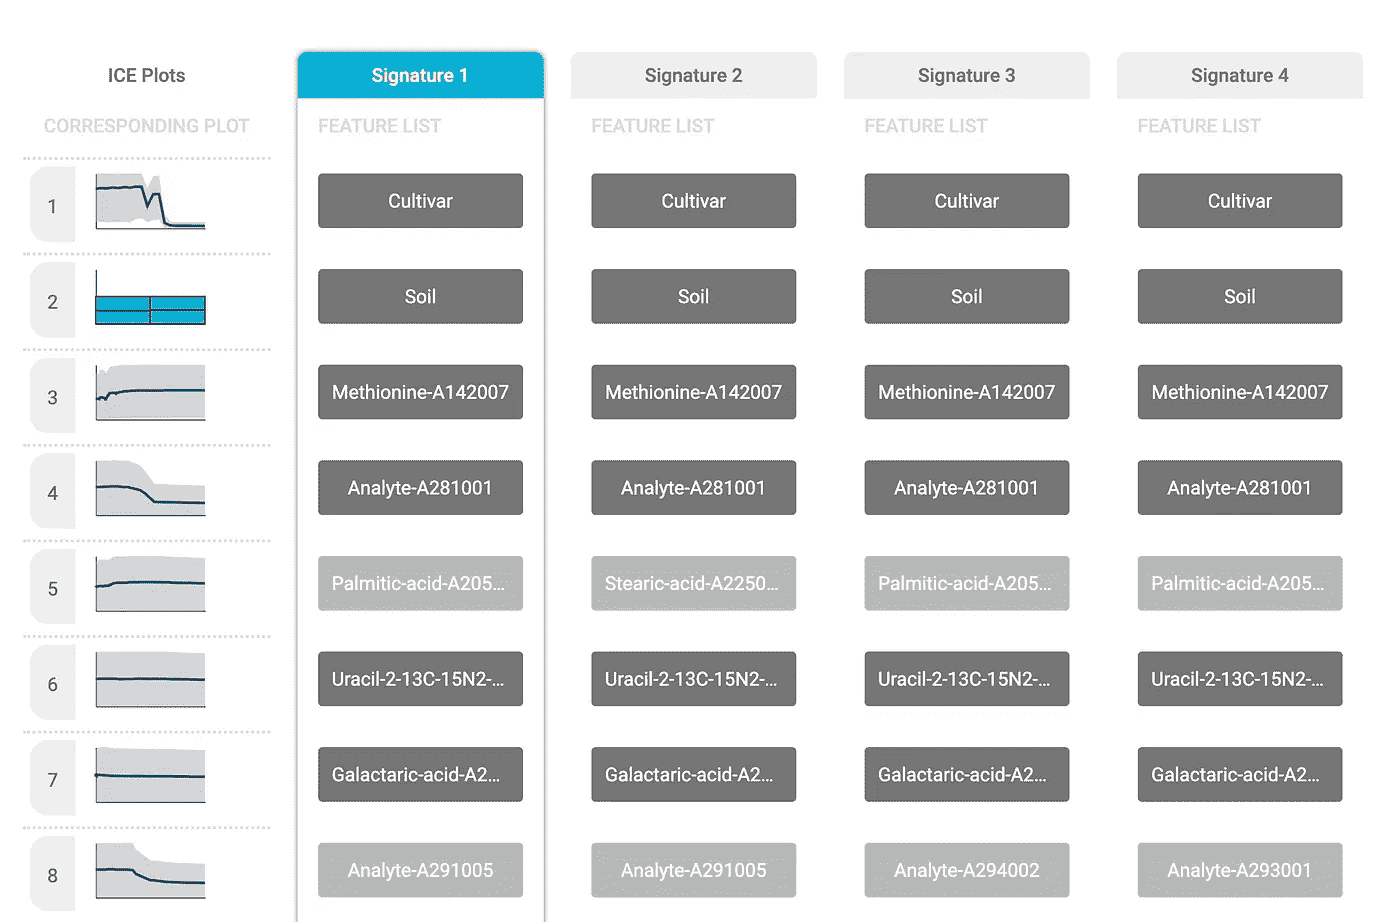 ICE Plots Signature 1 Signature 2 Signature 3 Signature 4
CORRESPONDING PLOT FEATURE LIST FEATURE LIST FEATURE LIST FEATURE LIST
1 Cultivar Cultivar Cultivar Cultivar
2 Soil Soil Soil Soil
3 Methionine-A142007 Methionine-A142007 Methionine-A142007 Methionine-A142007
4 Analyte-A281001 Analyte-A281001 Analyte-A281001 Analyte-A281001
5 Palmitic-acid-A205... Stearic-acid-A2250... Palmitic-acid-A205... Palmitic-acid-A205...
6 Uracil-2-13C-15N2-... Uracil-2-13C-15N2-... Uracil-2-13C-15N2-... Uracil-2-13C-15N2-...
7 Galactaric-acid-A2... Galactaric-acid-A2... Galactaric-acid-A2... Galactaric-acid-A2...
8 Analyte-A291005 Analyte-A291005 Analyte-A294002 Analyte-A293001